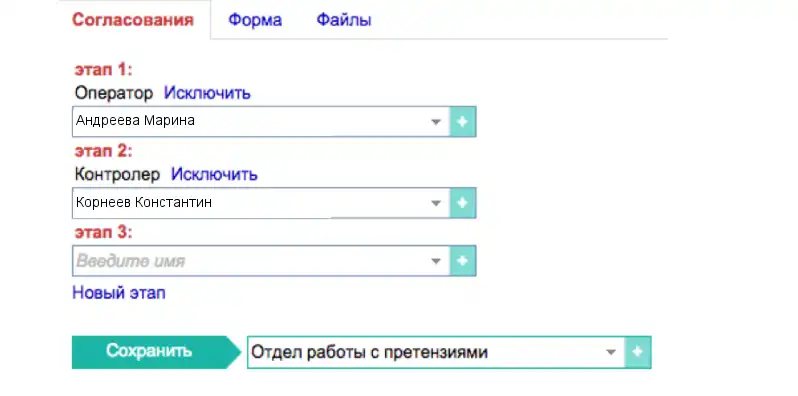 Согласования Форма Файлы
этап 1:
Оператор Исключить
Андреева Марина
этап 2:
Контролер Исключить
Корнеев Константин
этап 3:
Введите имя
Новый этап
Сохранить Отдел работы с претензиями